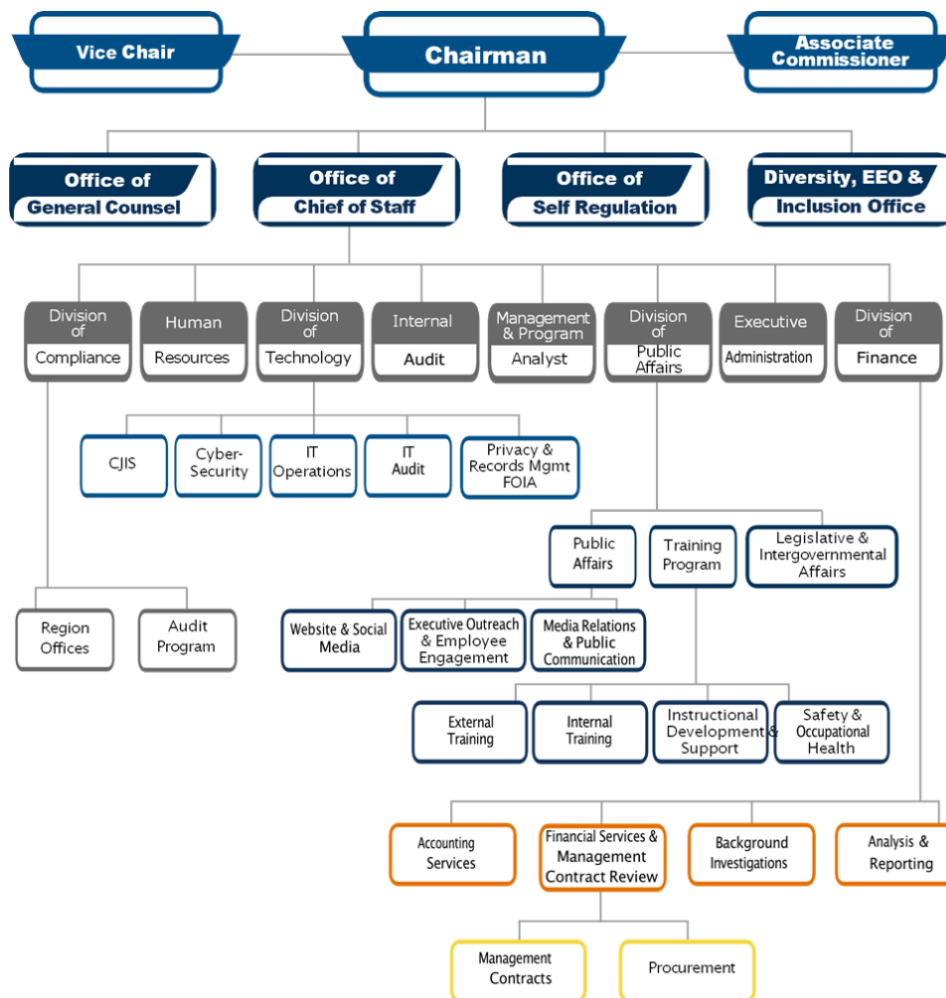 Vice Chair
Chairman
Associate
Commissioner
Office of
General Counsel
Office of
Chief of Staff
Office of
Self Regulation
Diversity, EEO &
Inclusion Office
Division
of
Compliance
Human
Resources
Division
of
Technology
Internal
Audit
Management
& Program
Analyst
Division
of
Public
Affairs
Executive
Administration
Division
of
Finance
CJIS
Cyber-
Security
IT
Operations
IT
Audit
Privacy &
Records Mgmt
FOIA
Public
Affairs
Training
Program
Legislative &
Intergovernmental
Affairs
Region
Offices
Audit
Program
Website & Social
Media
Executive Outreach
& Employee
Engagement
Media Relations
& Public
Communication
External
Training
Internal
Training
Instructional
Development &
Support
Safety &
Occupational
Health
Accounting
Services
Financial Services &
Management
Contract Review
Background
Investigations
Analysis &
Reporting
Management
Contracts
Procurement